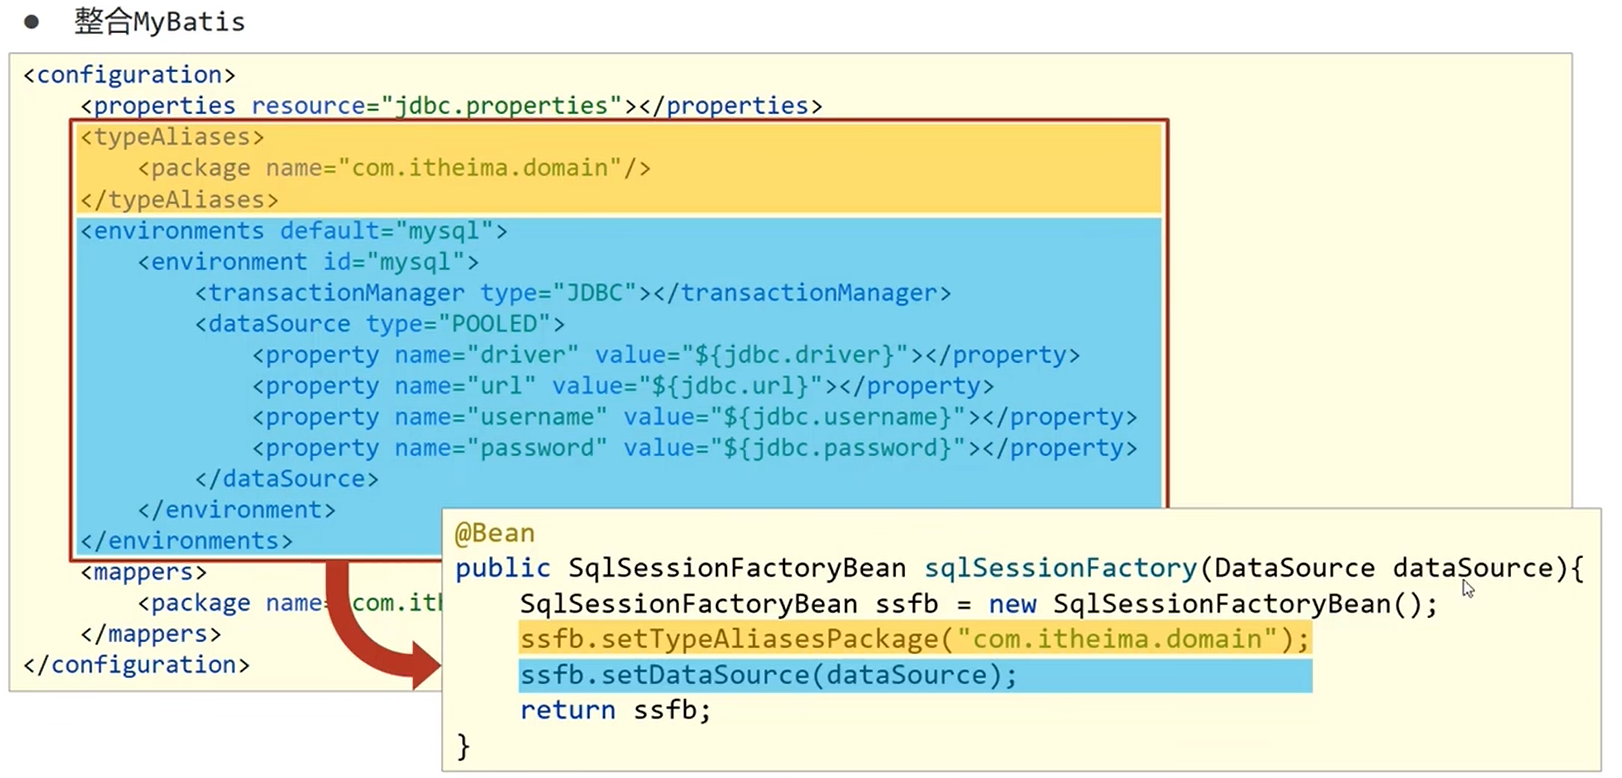 ● 整合MyBatis
<configuration>
<properties resource="jdbc.properties"></properties>
<typeAliases>
<package name="com.itheima.domain"/>
</typeAliases>
<environments default="mysql">
<environment id="mysql">
<transactionManager type="JDBC"></transactionManager>
<dataSource type="POOLED">
<property name="driver" value="${jdbc.driver}"></property>
<property name="url" value="${jdbc.url}"></property>
<property name="username" value="${jdbc.username}"></property>
<property name="password" value="${jdbc.password}"></property>
</dataSource>
</environment>
</environments>
<mappers>
<package name
</mappers>
</configuration>
@Bean
public SqlSessionFactoryBean sqlSessionFactory(DataSource dataSource){
SqlSessionFactoryBean ssfb = new SqlSessionFactoryBean();
ssfb.setTypeAliasesPackage("com.itheima.domain");
ssfb.setDataSource(dataSource);
return ssfb;
}